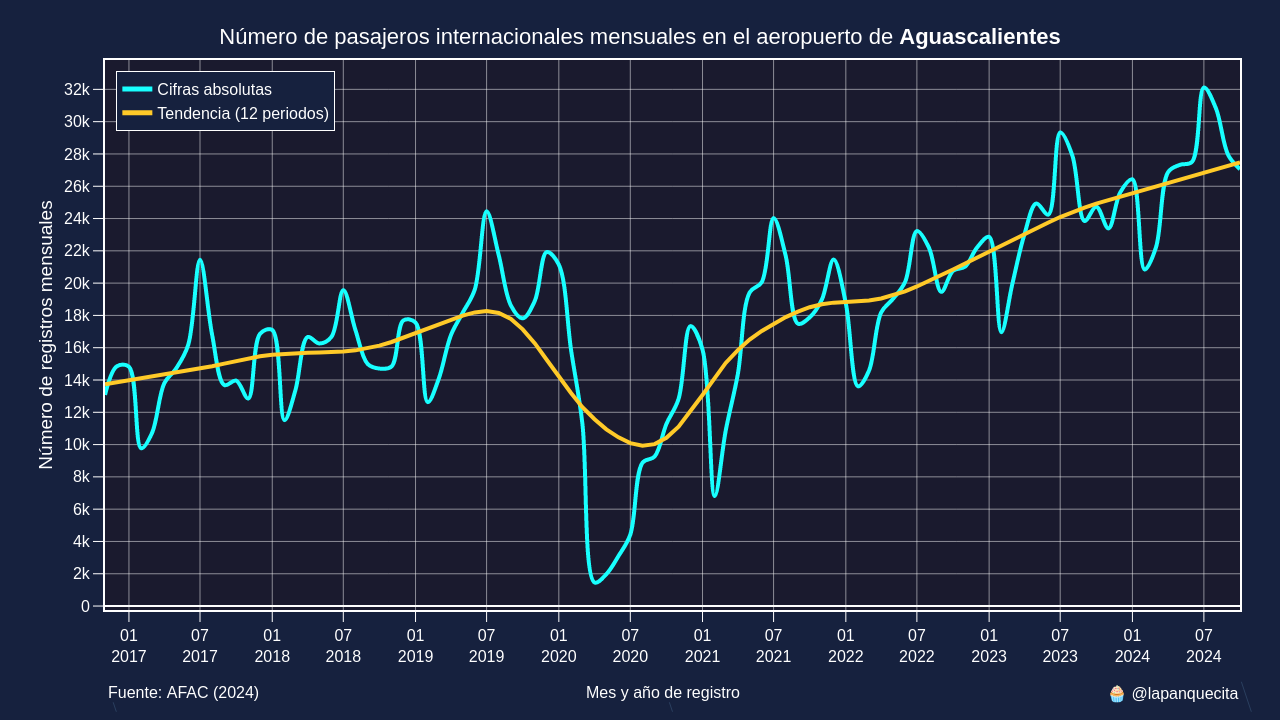 Número de pasajeros internacionales mensuales en el aeropuerto de Aguascalientes
Cifras absolutas
Tendencia (12 periodos)
Número de registros mensuales
32k
30k
28k
26k
24k
22k
20k
18k
16k
14k
12k
10k
8k
6k
4k
2k
0
01 07 01 07 01 07 01 07 01 07 01 07 01 07 01 07
2017 2017 2018 2018 2019 2019 2020 2020 2021 2021 2022 2022 2023 2023 2024 2024
Fuente: AFAC (2024) Mes y año de registro 🧁 @lapanquecita